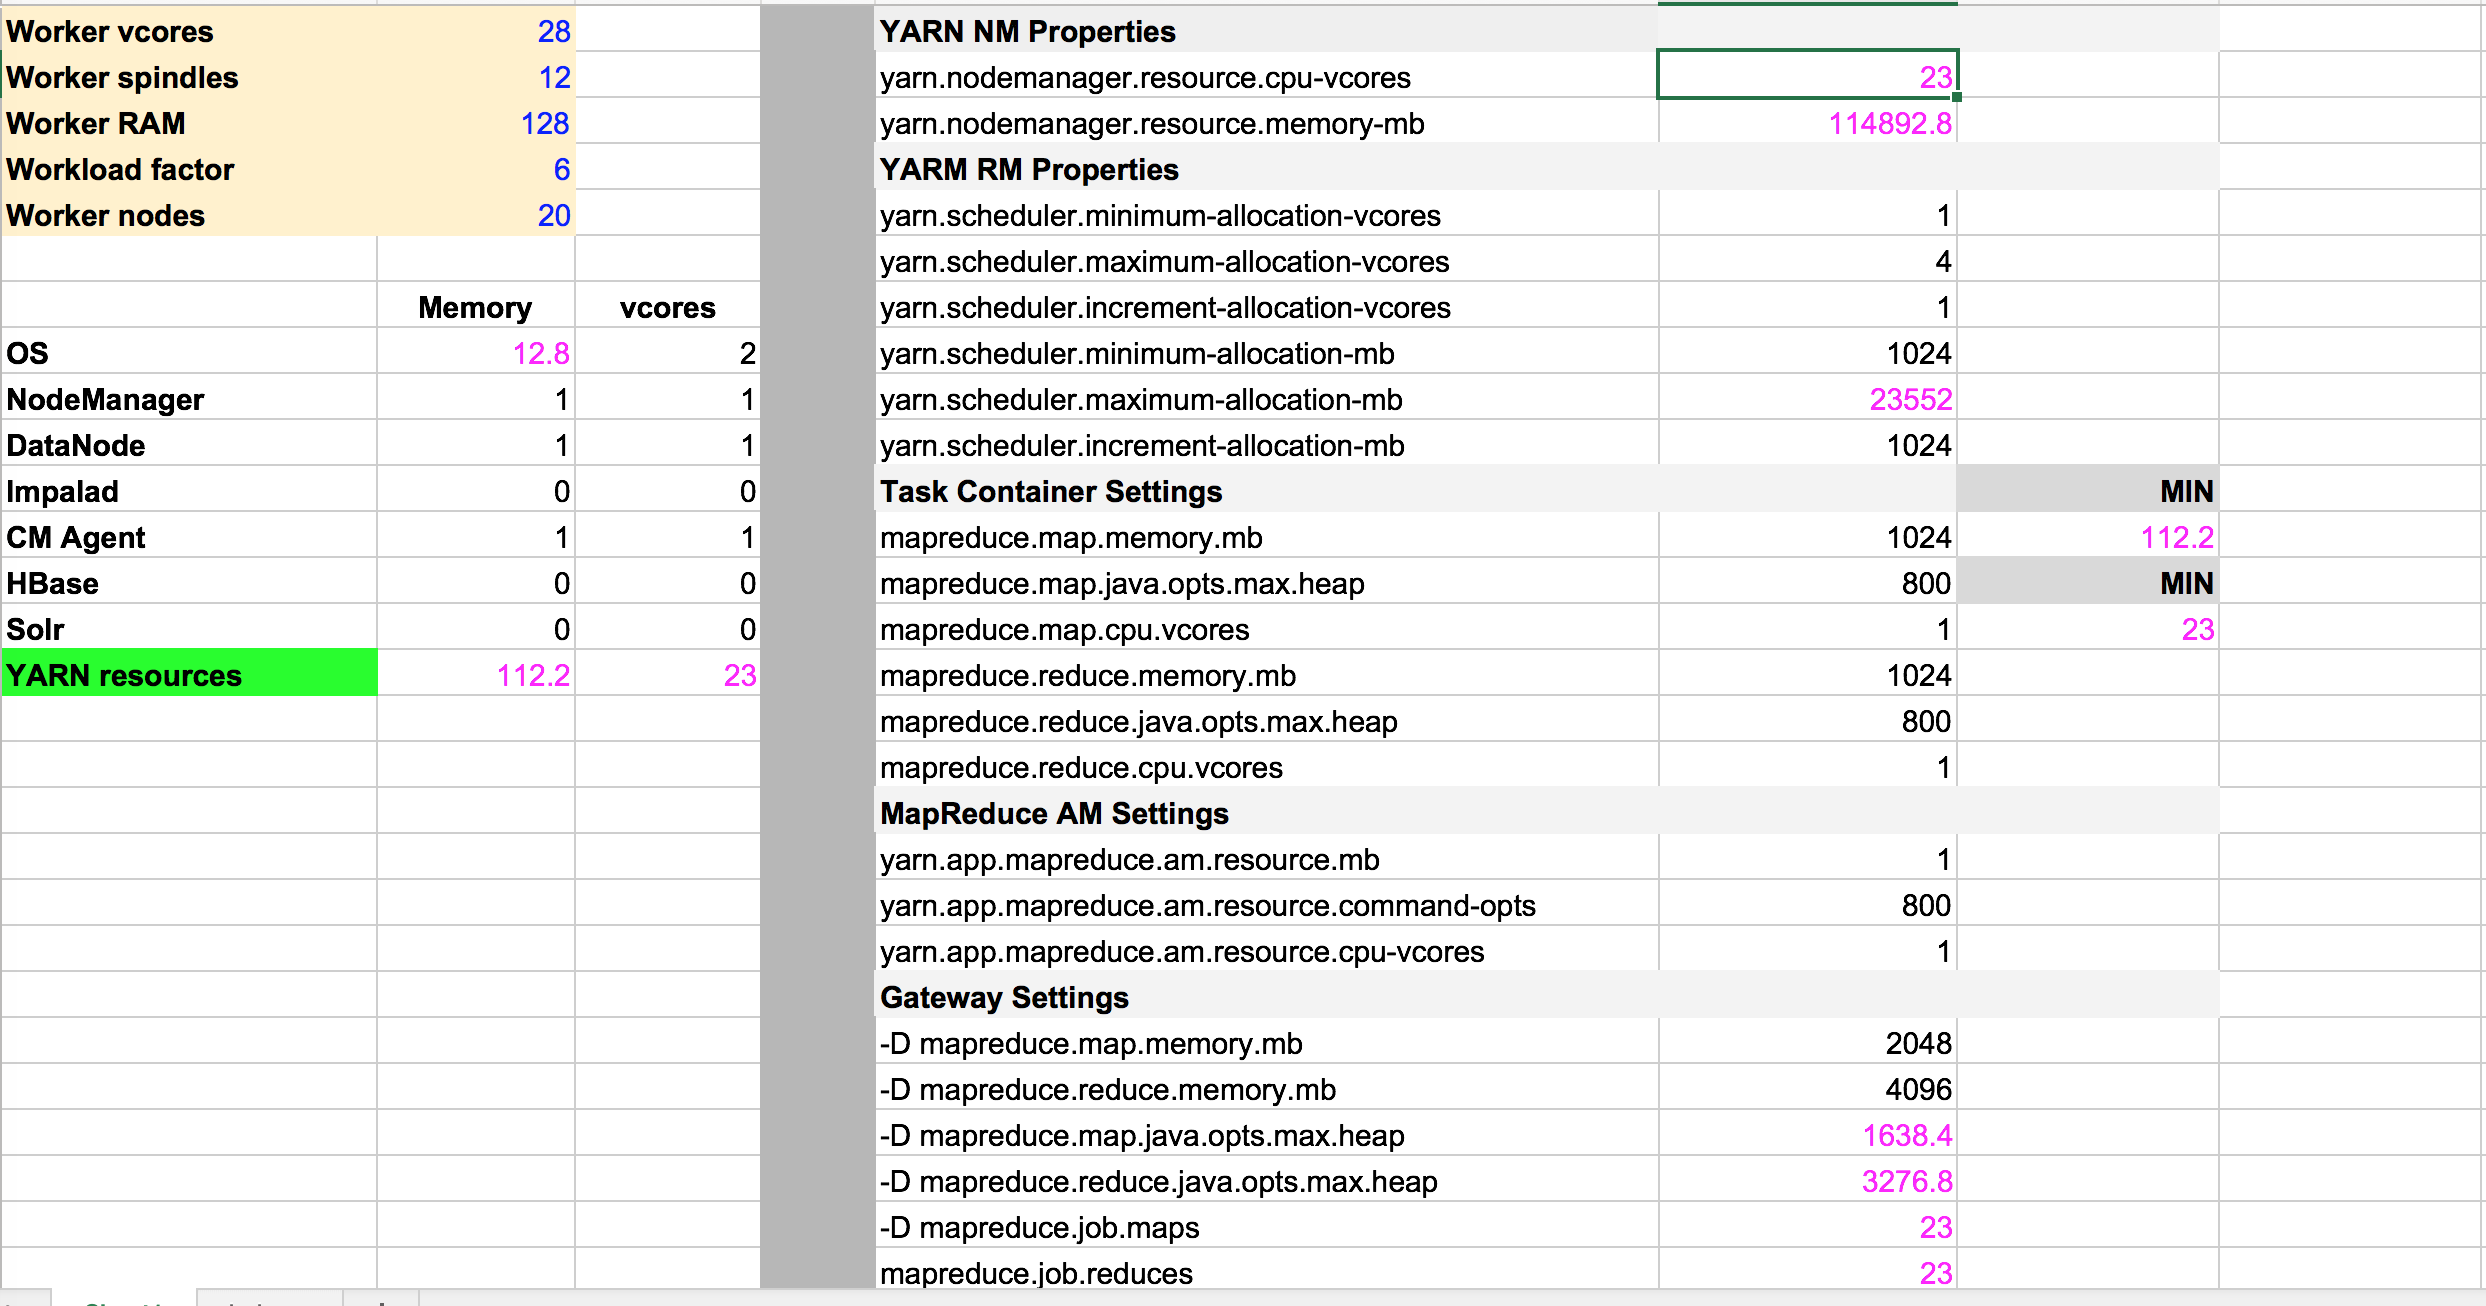 Worker vcores 28
Worker spindles 12
Worker RAM 128
Workload factor 6
Worker nodes 20
Memory vcores
OS 12.8 2
NodeManager 1 1
DataNode 1 1
Impalad 0 0
CM Agent 1 1
HBase 0 0
Solr 0 0
YARN resources 112.2 23
YARN NM Properties
yarn.nodemanager.resource.cpu-vcores 23
yarn.nodemanager.resource.memory-mb 114892.8
YARM RM Properties
yarn.scheduler.minimum-allocation-vcores 1
yarn.scheduler.maximum-allocation-vcores 4
yarn.scheduler.increment-allocation-vcores 1
yarn.scheduler.minimum-allocation-mb 1024
yarn.scheduler.maximum-allocation-mb 23552
yarn.scheduler.increment-allocation-mb 1024
Task Container Settings MIN
mapreduce.map.memory.mb 1024 112.2
mapreduce.map.java.opts.max.heap 800 MIN
mapreduce.map.cpu.vcores 1 23
mapreduce.reduce.memory.mb 1024
mapreduce.reduce.java.opts.max.heap 800
mapreduce.reduce.cpu.vcores 1
MapReduce AM Settings
yarn.app.mapreduce.am.resource.mb 1
yarn.app.mapreduce.am.resource.command-opts 800
yarn.app.mapreduce.am.resource.cpu-vcores 1
Gateway Settings
-D mapreduce.map.memory.mb 2048
-D mapreduce.reduce.memory.mb 4096
-D mapreduce.map.java.opts.max.heap 1638.4
-D mapreduce.reduce.java.opts.max.heap 3276.8
-D mapreduce.job.maps 23
mapreduce.job.reduces 23